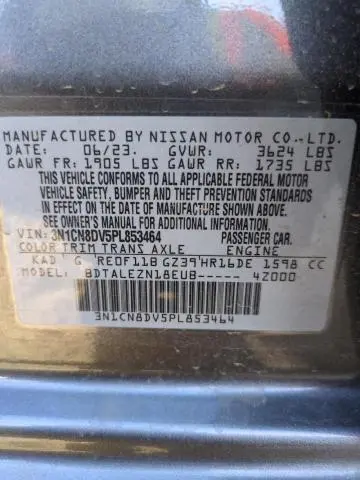 MANUFACTURED BY NISSAN MOTOR CO.,LTD.
DATE: 06/23. GVWR: 3624 LBS
GAWR FR: 1905 LBS GAWR RR: 1735 LBS
THIS VEHICLE CONFORMS TO ALL APPLICABLE FEDERAL MOTOR
VEHICLE SAFETY, BUMPER AND THEFT PREVENTION STANDARDS
IN EFFECT ON THE DATE OF MANUFACTURE SHOWN ABOVE.
SEE OWNER'S MANUAL FOR MORE INFORMATION.
VIN: 3N1CN8DV5PL853464 PASSENGER CAR.
COLOR TRIM TRANS AXLE ENGINE
KAD G RE0F11B GZ39 HR16DE 1598 CC
BDTALEZN18EUB----- 4Z000
3N1CN8DV5PL853464